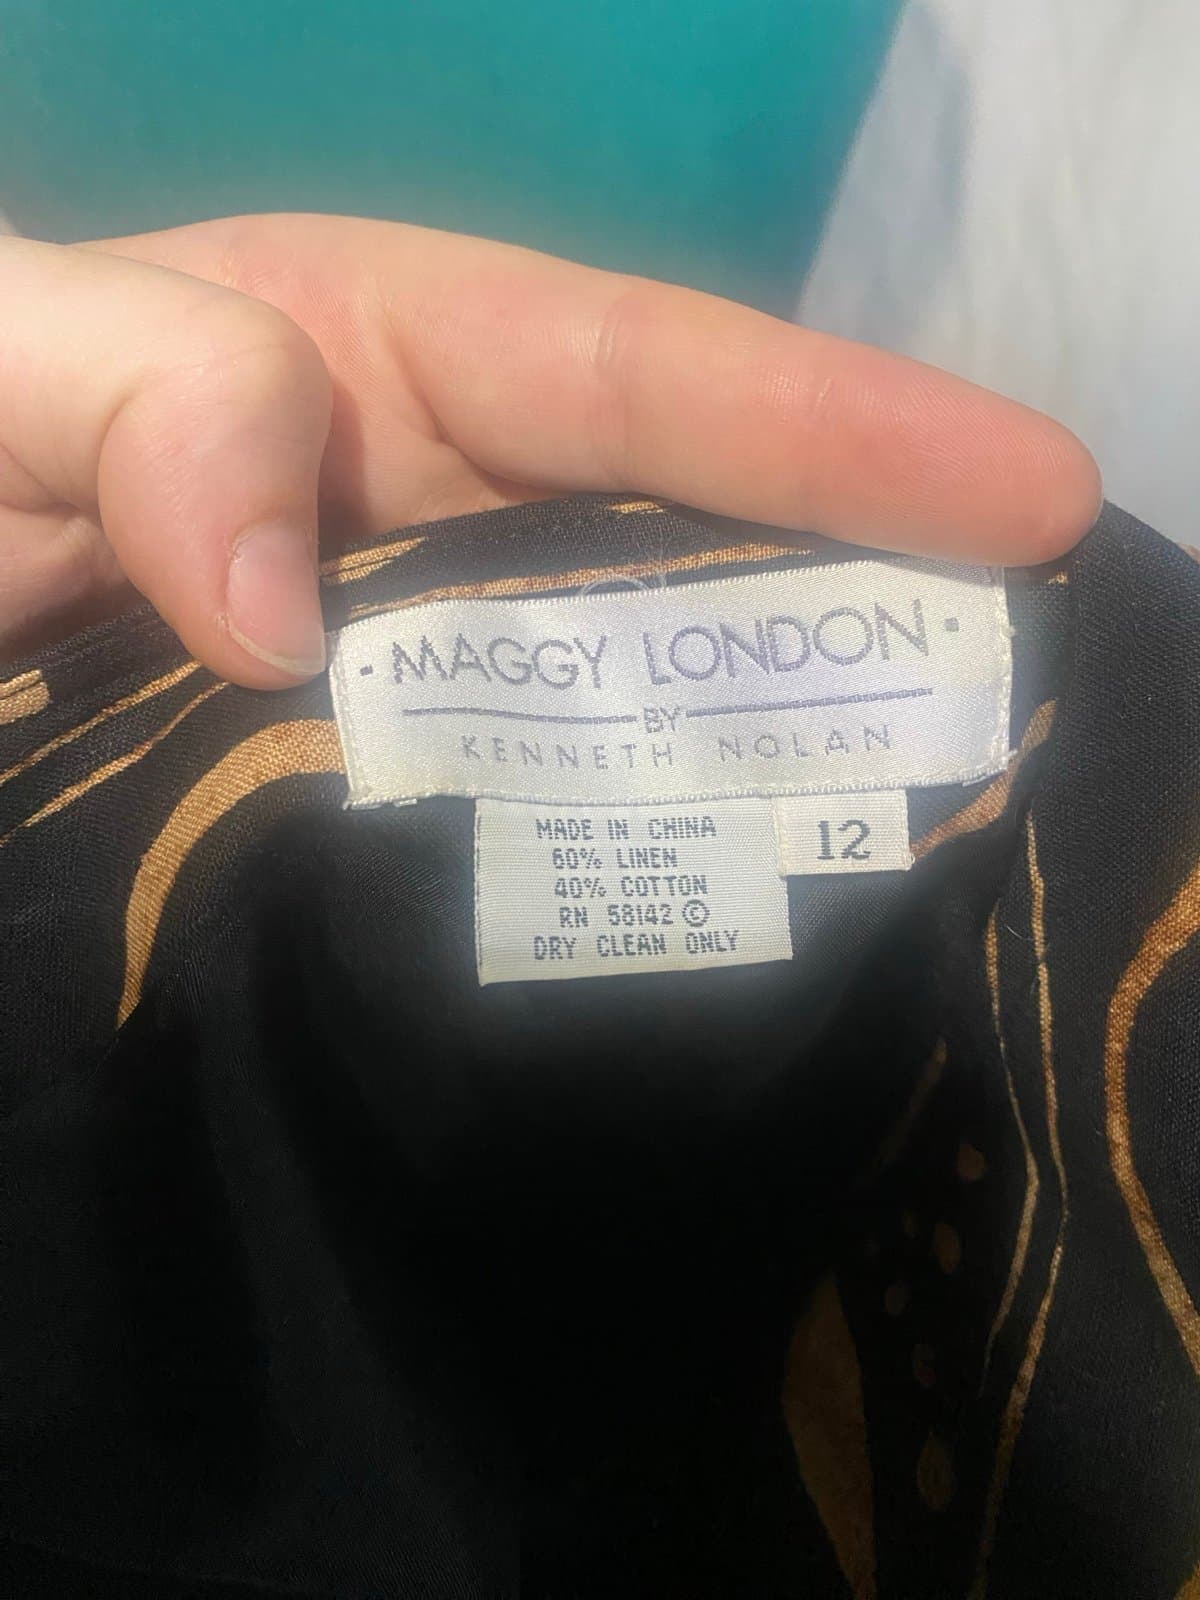 · MAGGY LONDON ·
BY
KENNETH NOLAN
MADE IN CHINA
60% LINEN
40% COTTON
RN 58142 ©
DRY CLEAN ONLY
12